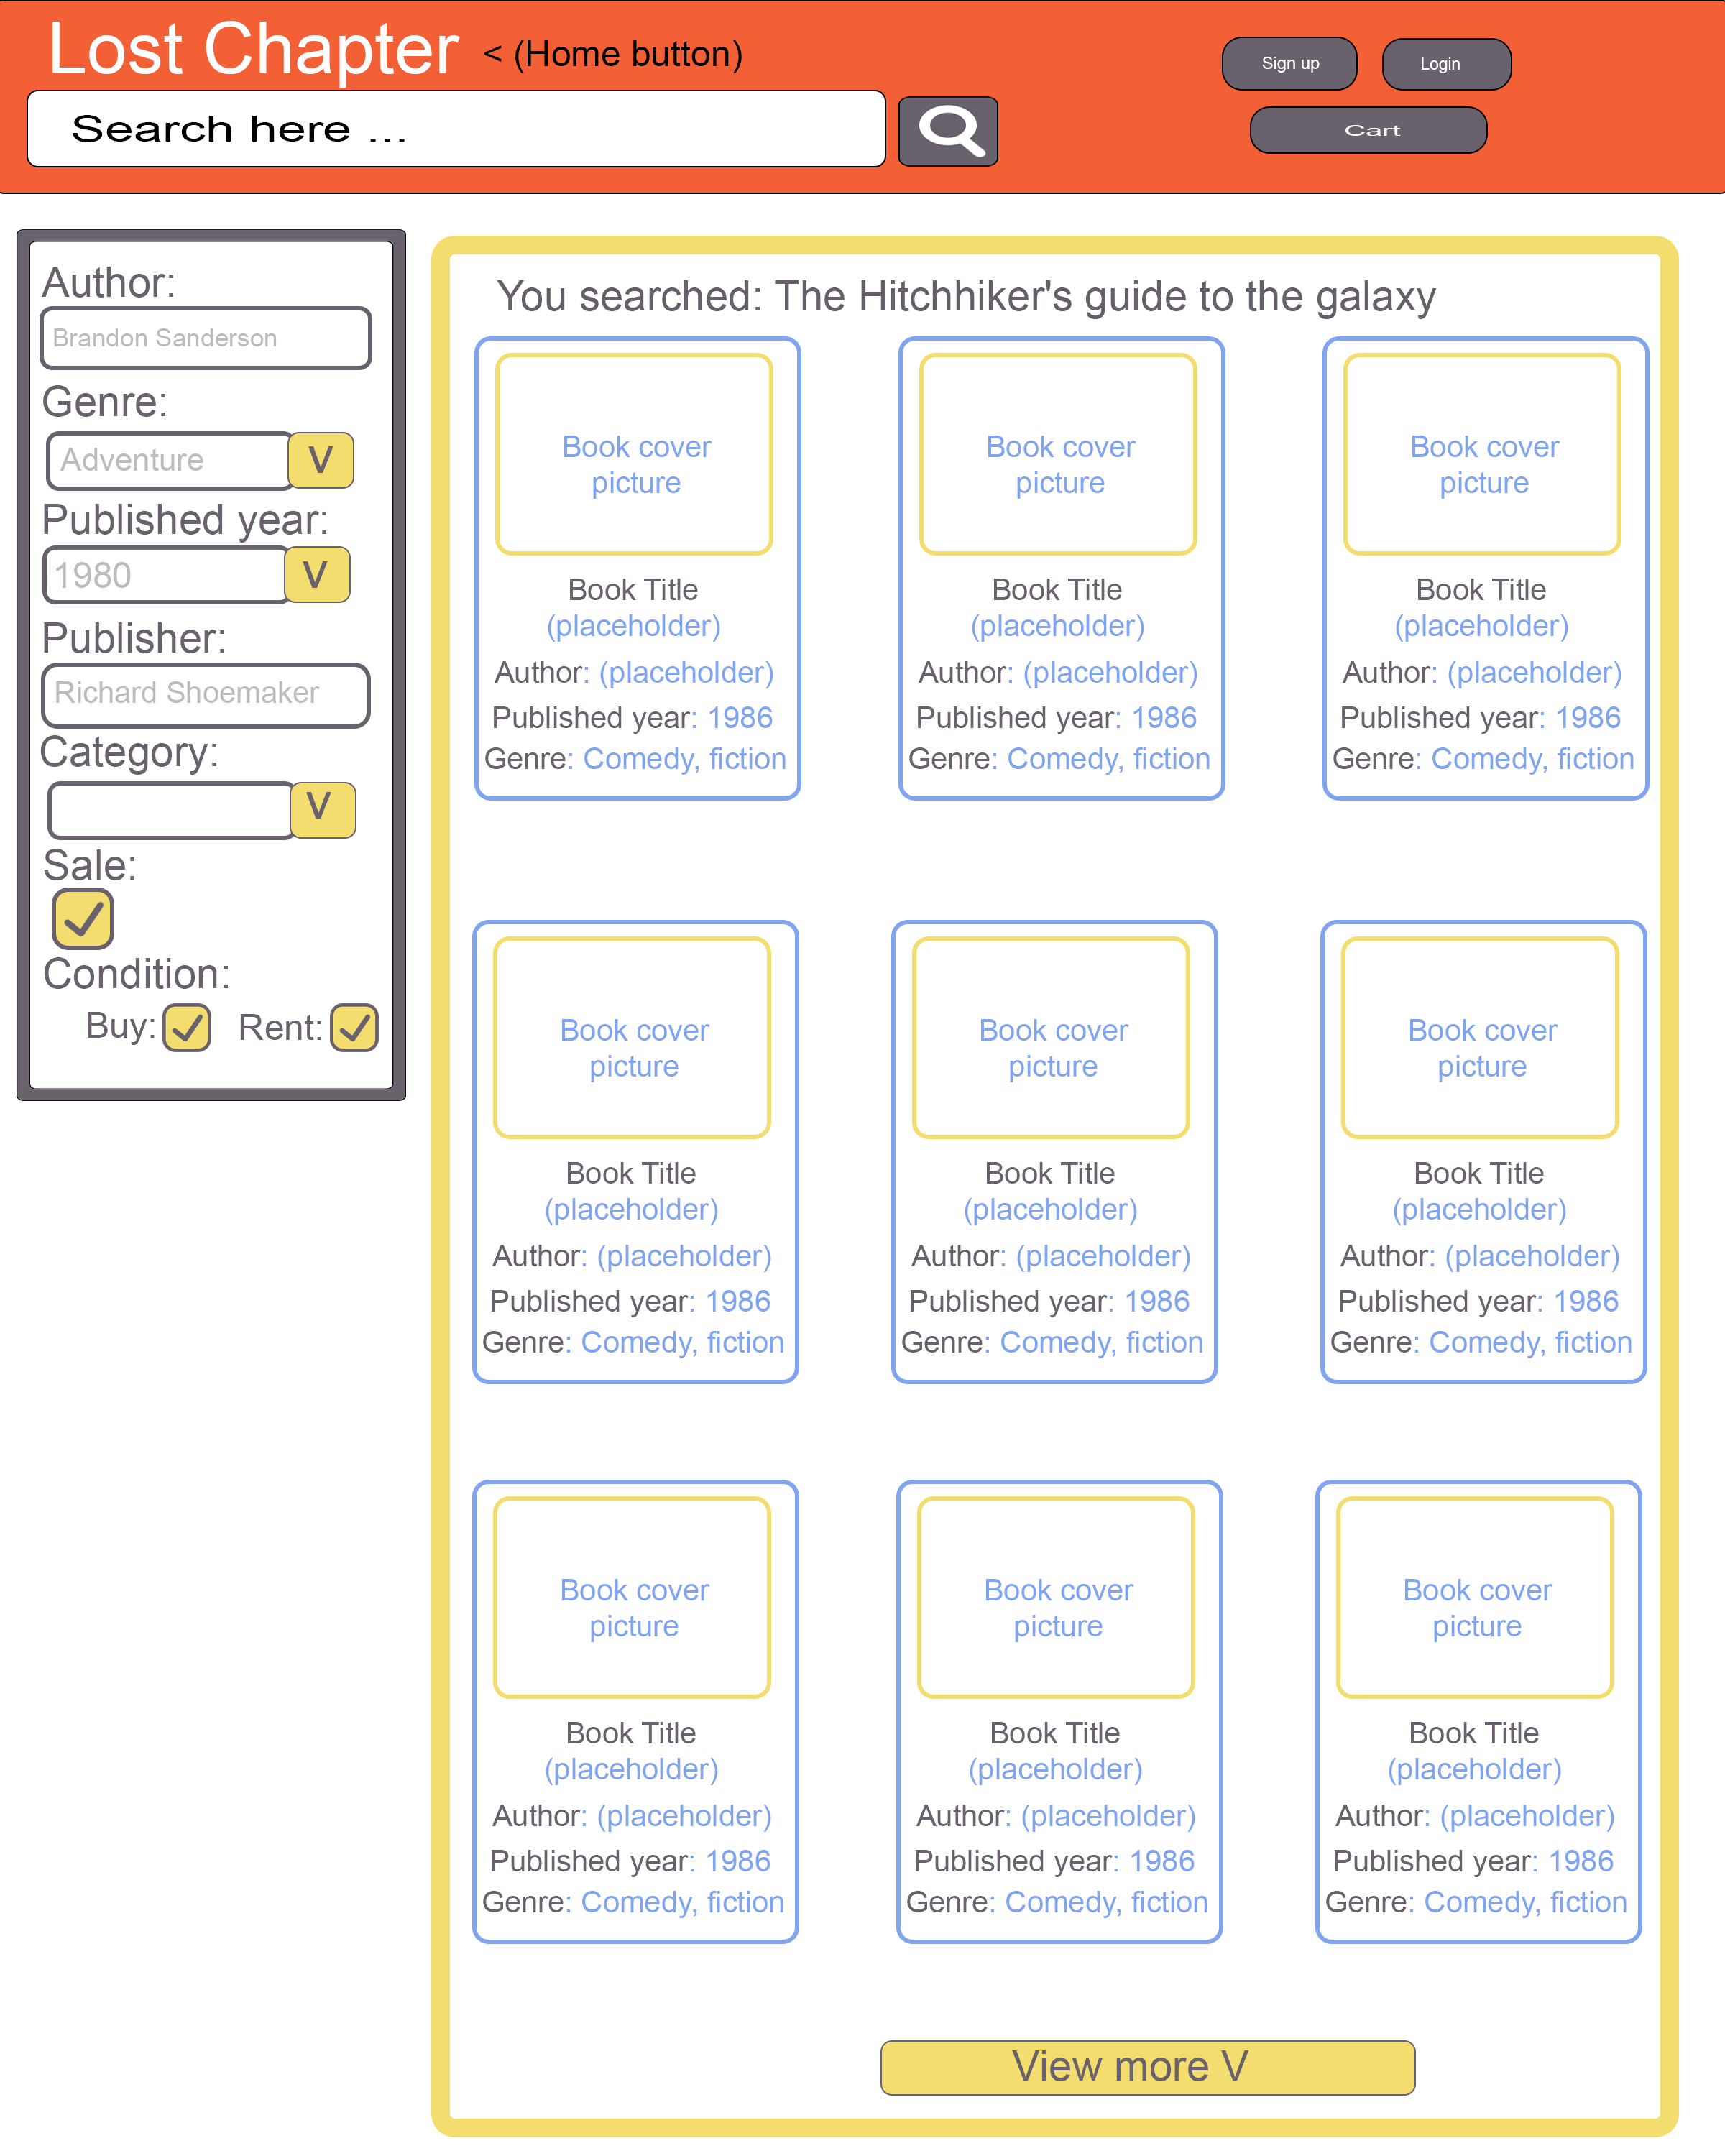 Lost Chapter < (Home button)
Sign up Login
Search here ...
Cart
Author:
Brandon Sanderson
Genre:
Adventure V
Published year:
1980 V
Publisher:
Richard Shoemaker
Category:
V
Sale:
Condition:
Buy: Rent:
You searched: The Hitchhiker's guide to the galaxy
Book cover
picture
Book Title
(placeholder)
Author: (placeholder)
Published year: 1986
Genre: Comedy, fiction
Book cover
picture
Book Title
(placeholder)
Author: (placeholder)
Published year: 1986
Genre: Comedy, fiction
Book cover
picture
Book Title
(placeholder)
Author: (placeholder)
Published year: 1986
Genre: Comedy, fiction
Book cover
picture
Book Title
(placeholder)
Author: (placeholder)
Published year: 1986
Genre: Comedy, fiction
Book cover
picture
Book Title
(placeholder)
Author: (placeholder)
Published year: 1986
Genre: Comedy, fiction
Book cover
picture
Book Title
(placeholder)
Author: (placeholder)
Published year: 1986
Genre: Comedy, fiction
Book cover
picture
Book Title
(placeholder)
Author: (placeholder)
Published year: 1986
Genre: Comedy, fiction
Book cover
picture
Book Title
(placeholder)
Author: (placeholder)
Published year: 1986
Genre: Comedy, fiction
Book cover
picture
Book Title
(placeholder)
Author: (placeholder)
Published year: 1986
Genre: Comedy, fiction
View more V